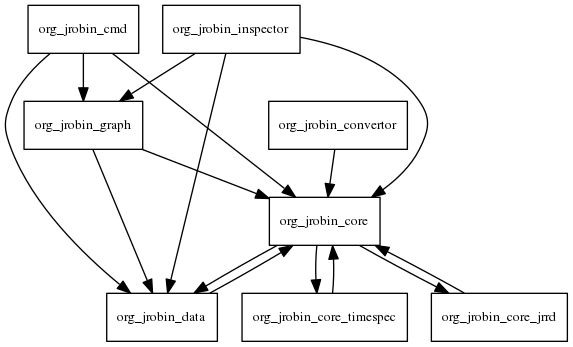 org_jrobin_cmd
org_jrobin_inspector
org_jrobin_graph
org_jrobin_convertor
org_jrobin_core
org_jrobin_data
org_jrobin_core_timespec
org_jrobin_core_jrrd